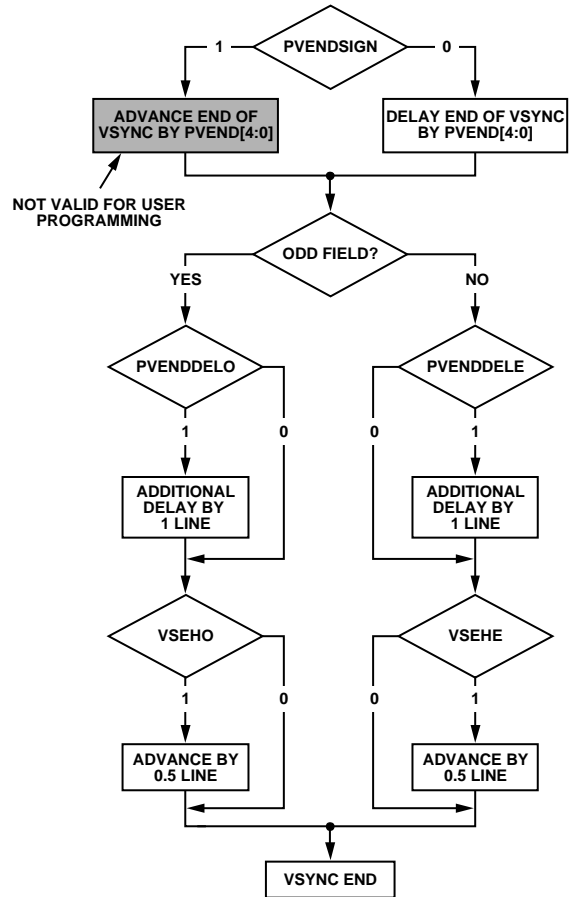 PVENDSIGN
1
0
ADVANCE END OF
VSYNC BY PVEND[4:0]
DELAY END OF VSYNC
BY PVEND[4:0]
NOT VALID FOR USER
PROGRAMMING
ODD FIELD?
YES
NO
PVENDDELO
PVENDDELE
1
0
0
1
ADDITIONAL
DELAY BY
1 LINE
ADDITIONAL
DELAY BY
1 LINE
VSEHO
VSEHE
1
0
0
1
ADVANCE BY
0.5 LINE
ADVANCE BY
0.5 LINE
VSYNC END